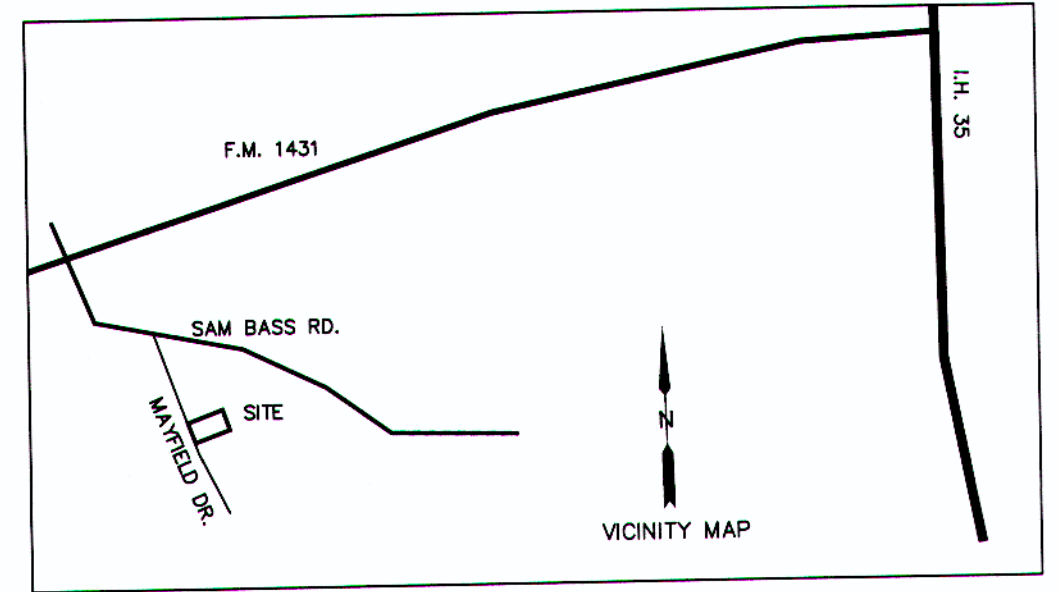 I.H. 35
F.M. 1431
SAM BASS RD.
MAYFIELD DR.
SITE
N
VICINITY MAP